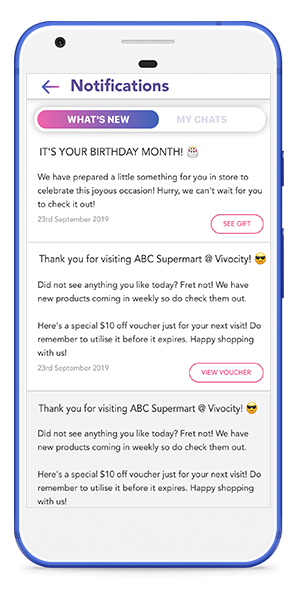 Notifications
WHAT'S NEW
MY CHATS
IT'S YOUR BIRTHDAY MONTH! 🎂
We have prepared a little something for you in store to
celebrate this joyous occasion! Hurry, we can't wait for you
to check it out!
23rd September 2019
SEE GIFT
Thank you for visiting ABC Supermart @ Vivocity! 😎
Did not see anything you like today? Fret not! We have
new products coming in weekly so do check them out.
Here's a special $10 off voucher just for your next visit! Do
remember to utilise it before it expires. Happy shopping
with us!
23rd September 2019
VIEW VOUCHER
Thank you for visiting ABC Supermart @ Vivocity! 😎
Did not see anything you like today? Fret not! We have
new products coming in weekly so do check them out.
Here's a special $10 off voucher just for your next visit! Do
remember to utilise it before it expires. Happy shopping
with us!